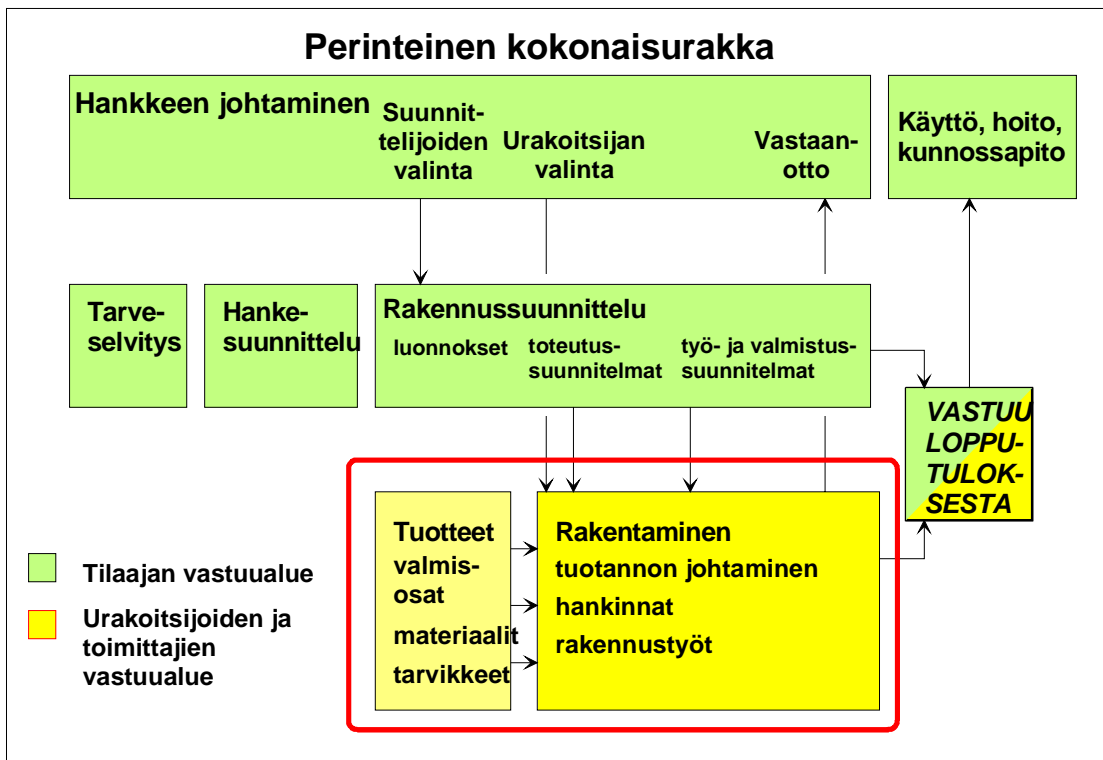 Perinteinen kokonaisurakka
Hankkeen johtaminen
Suunnit-
telijoiden
valinta
Urakoitsijan
valinta
Vastaan-
otto
Käyttö, hoito,
kunnossapito
Tarve-
selvitys
Hanke-
suunnittelu
Rakennussuunnittelu
luonnokset
toteutus-
suunnitelmat
työ- ja valmistus-
suunnitelmat
VASTUU
LOPPU-
TULOK-
SESTA
Tuotteet
valmis-
osat
materiaalit
tarvikkeet
Rakentaminen
tuotannon johtaminen
hankinnat
rakennustyöt
Tilaajan vastuualue
Urakoitsijoiden ja
toimittajien
vastuualue